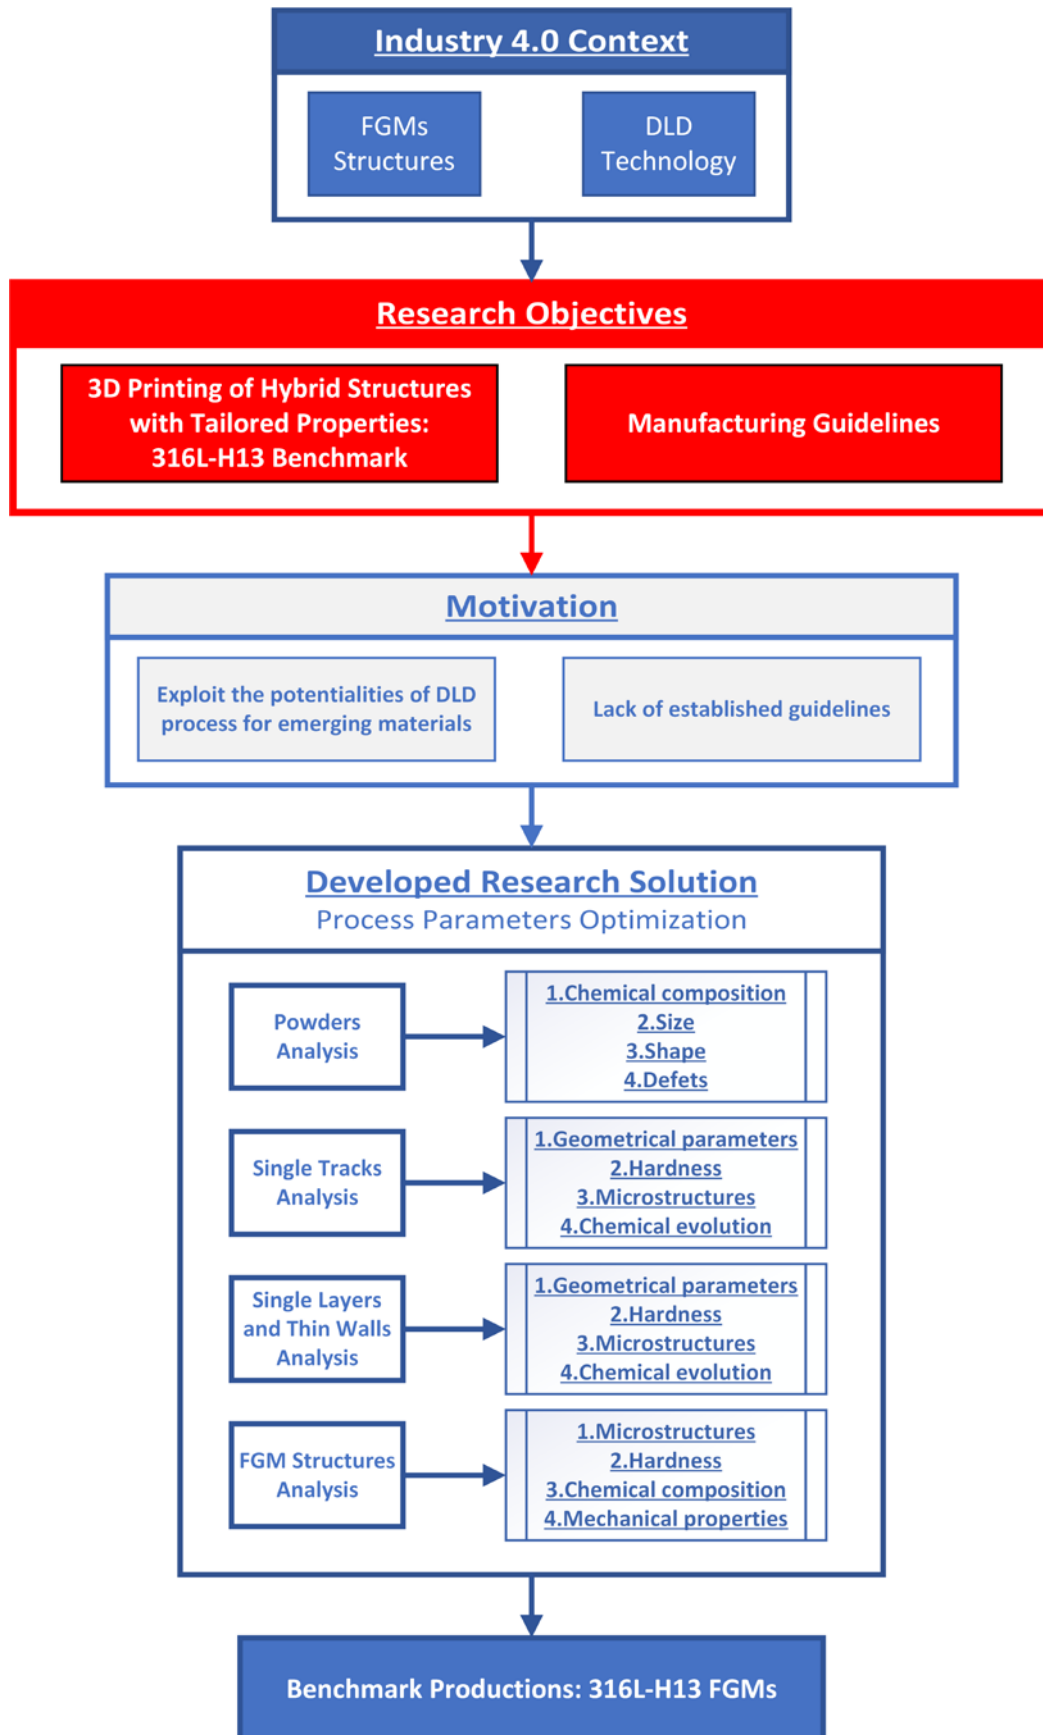 Industry 4.0 Context
FGMs
Structures
DLD
Technology
Research Objectives
3D Printing of Hybrid Structures
with Tailored Properties:
316L-H13 Benchmark
Manufacturing Guidelines
Motivation
Exploit the potentialities of DLD
process for emerging materials
Lack of established guidelines
Developed Research Solution
Process Parameters Optimization
Powders
Analysis
1.Chemical composition
2.Size
3.Shape
4.Defets
Single Tracks
Analysis
1.Geometrical parameters
2.Hardness
3.Microstructures
4.Chemical evolution
Single Layers
and Thin Walls
Analysis
1.Geometrical parameters
2.Hardness
3.Microstructures
4.Chemical evolution
FGM Structures
Analysis
1.Microstructures
2.Hardness
3.Chemical composition
4.Mechanical properties
Benchmark Productions: 316L-H13 FGMs